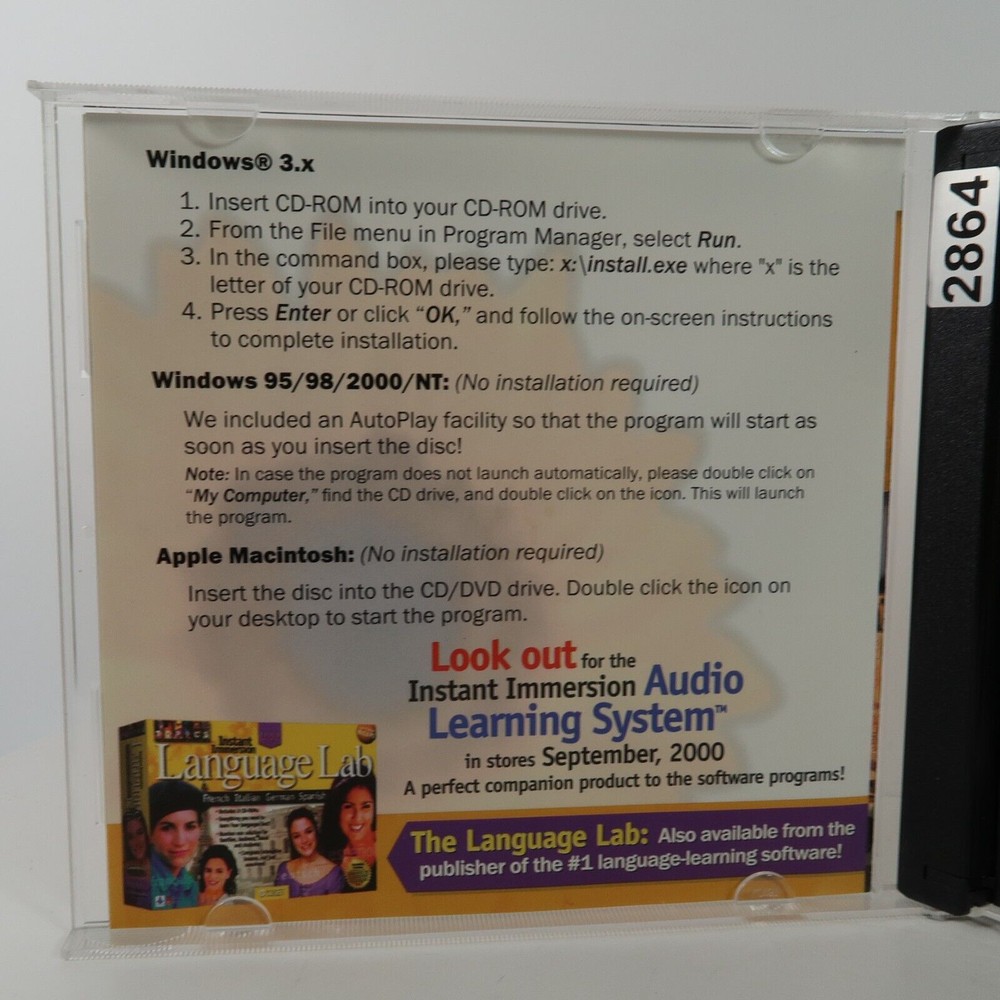 Windows® 3.x
1. Insert CD-ROM into your CD-ROM drive.
2. From the File menu in Program Manager, select Run.
3. In the command box, please type: x:\install.exe where "x" is the
letter of your CD-ROM drive.
4. Press Enter or click “OK,” and follow the on-screen instructions
to complete installation.
Windows 95/98/2000/NT: (No installation required)
We included an AutoPlay facility so that the program will start as
soon as you insert the disc!
Note: In case the program does not launch automatically, please double click on
“My Computer,” find the CD drive, and double click on the icon. This will launch
the program.
Apple Macintosh: (No installation required)
Insert the disc into the CD/DVD drive. Double click the icon on
your desktop to start the program.
Look out for the
Instant Immersion Audio
Learning System™
in stores September, 2000
A perfect companion product to the software programs!
TOPICS
Instant
Immersion
Language Lab
French Italian German Spanish
The Language Lab: Also available from the
publisher of the #1 language-learning software!
2864